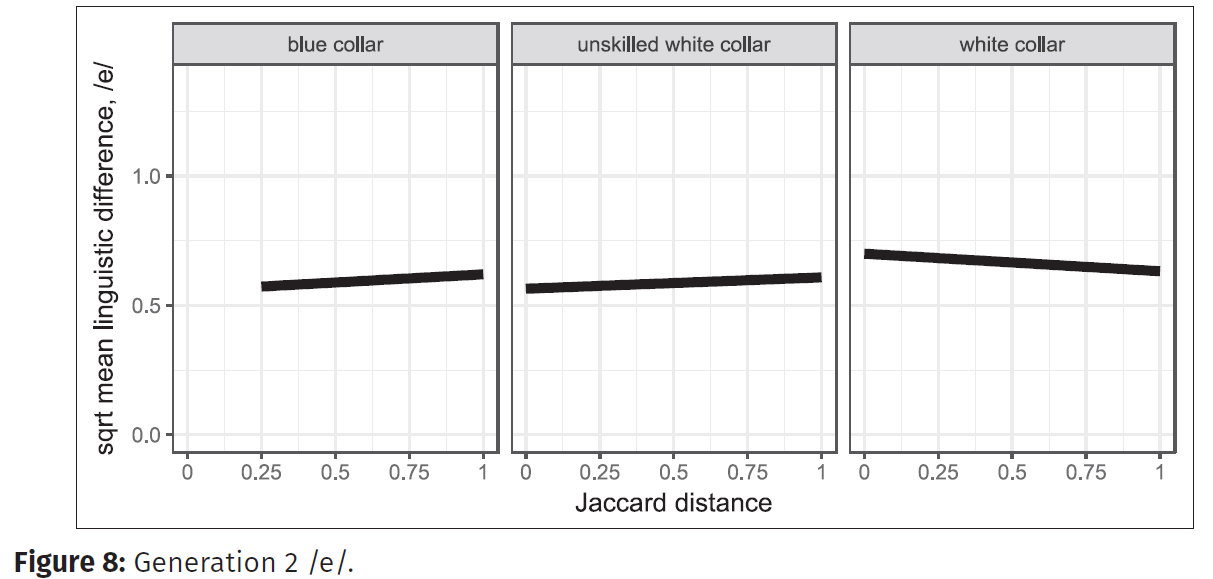 blue collar unskilled white collar white collar
sqrt mean linguistic difference, /e/
1.0
0.5
0.0
0 0.25 0.5 0.75 1 0 0.25 0.5 0.75 1 0 0.25 0.5 0.75 1
Jaccard distance
Figure 8: Generation 2 /e/.